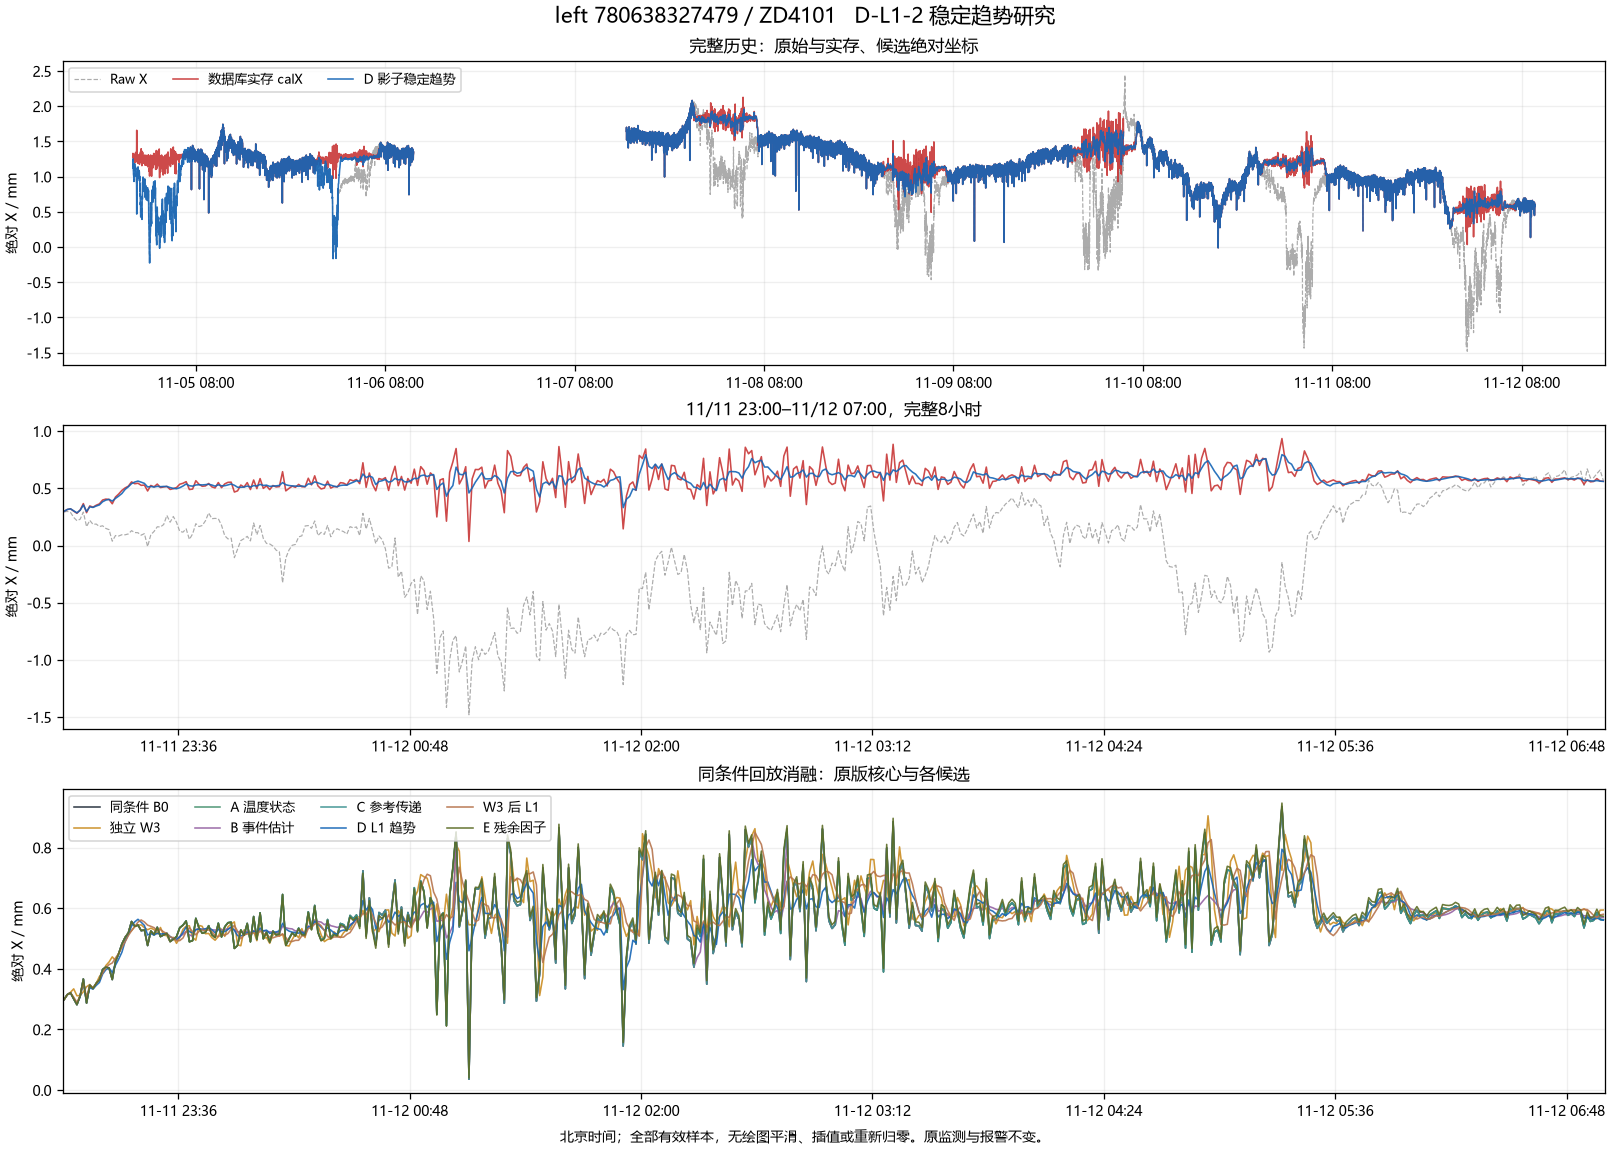 left 780638327479 / ZD4101   D-L1-2 稳定趋势研究
完整历史：原始与实存、候选绝对坐标
Raw X
数据库实存 calX
D 影子稳定趋势
绝对 X / mm
2.5
2.0
1.5
1.0
0.5
0.0
-0.5
-1.0
-1.5
11-05 08:00
11-06 08:00
11-07 08:00
11-08 08:00
11-09 08:00
11-10 08:00
11-11 08:00
11-12 08:00
11/11 23:00–11/12 07:00，完整8小时
绝对 X / mm
1.0
0.5
0.0
-0.5
-1.0
-1.5
11-11 23:36
11-12 00:48
11-12 02:00
11-12 03:12
11-12 04:24
11-12 05:36
11-12 06:48
同条件回放消融：原版核心与各候选
同条件 B0
A 温度状态
C 参考传递
W3 后 L1
独立 W3
B 事件估计
D L1 趋势
E 残余因子
绝对 X / mm
0.8
0.6
0.4
0.2
0.0
11-11 23:36
11-12 00:48
11-12 02:00
11-12 03:12
11-12 04:24
11-12 05:36
11-12 06:48
北京时间；全部有效样本，无绘图平滑、插值或重新归零。原监测与报警不变。